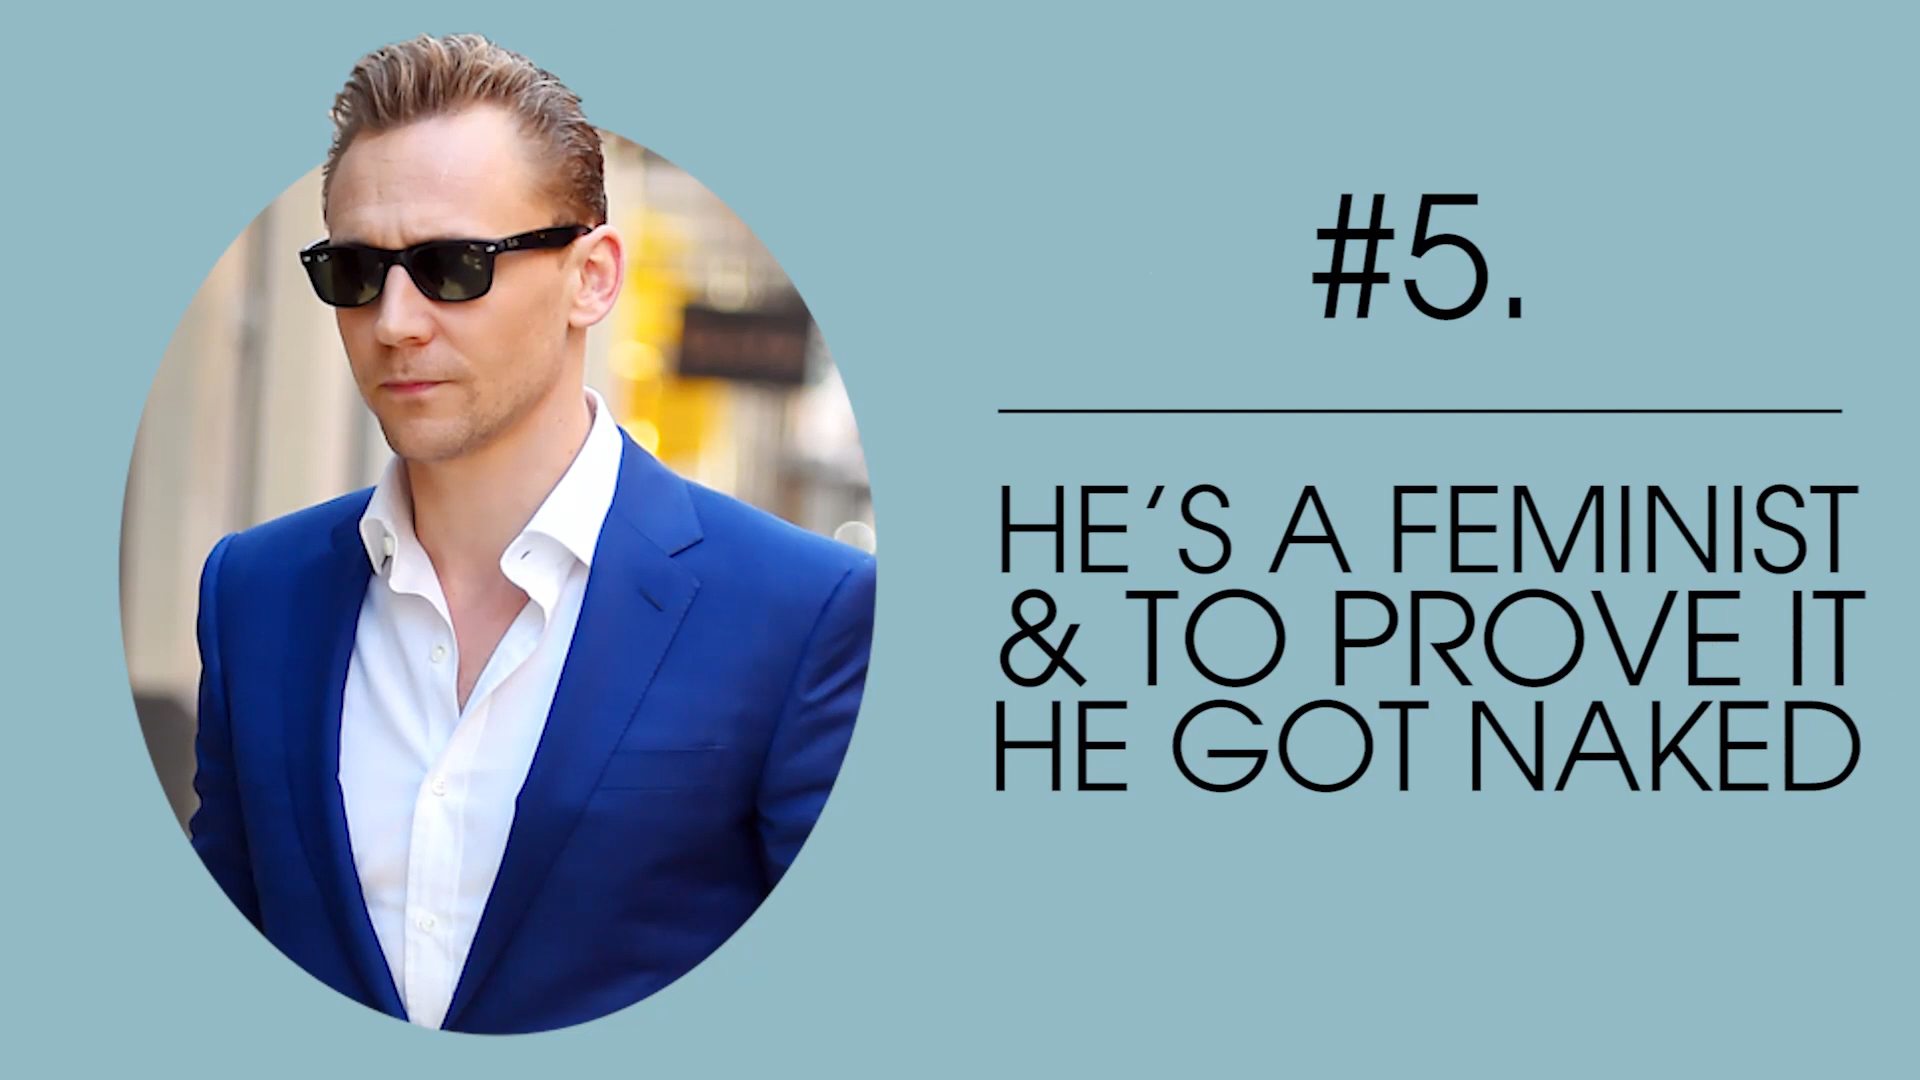 #5.
HE'S A FEMINIST
& TO PROVE IT
HE GOT NAKED